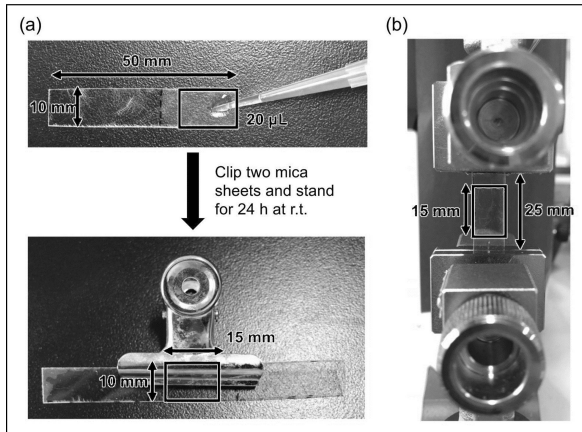 (a)
50 mm
10 mm
20 μL
Clip two mica
sheets and stand
for 24 h at r.t.
15 mm
10 mm
(b)
15 mm
25 mm